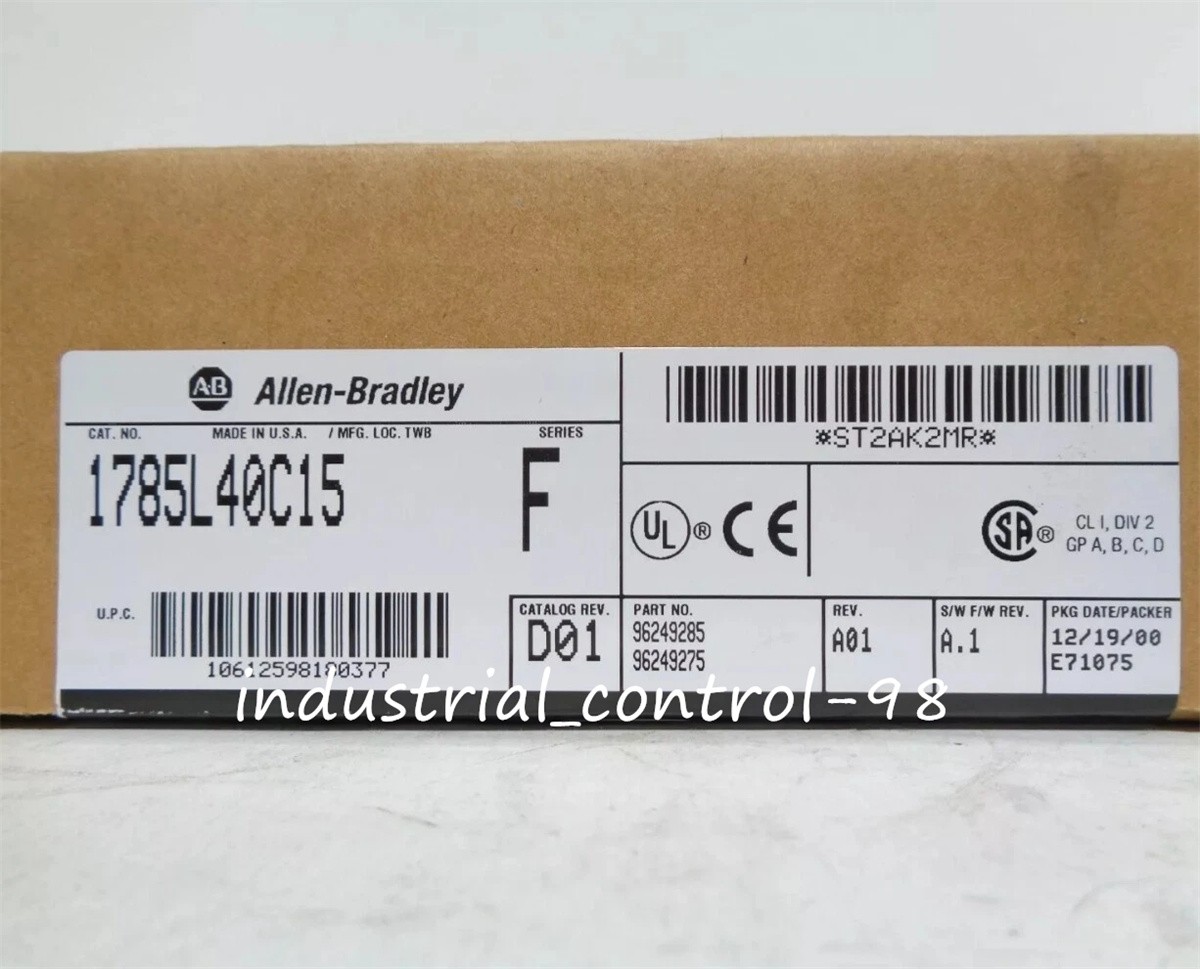 A-B Allen-Bradley
CAT. NO. MADE IN U.S.A. / MFG. LOC. TWB SERIES
1785L40C15 F
U.P.C.
10612598180377
CATALOG REV.
D01
*ST2AK2MR*
UL ® CE
SA ® CL I, DIV 2
GP A, B, C, D
PART NO.
96249285
96249275
REV.
A01
S/W F/W REV.
A.1
PKG DATE/PACKER
12/19/00
E71075
industrial_control-98